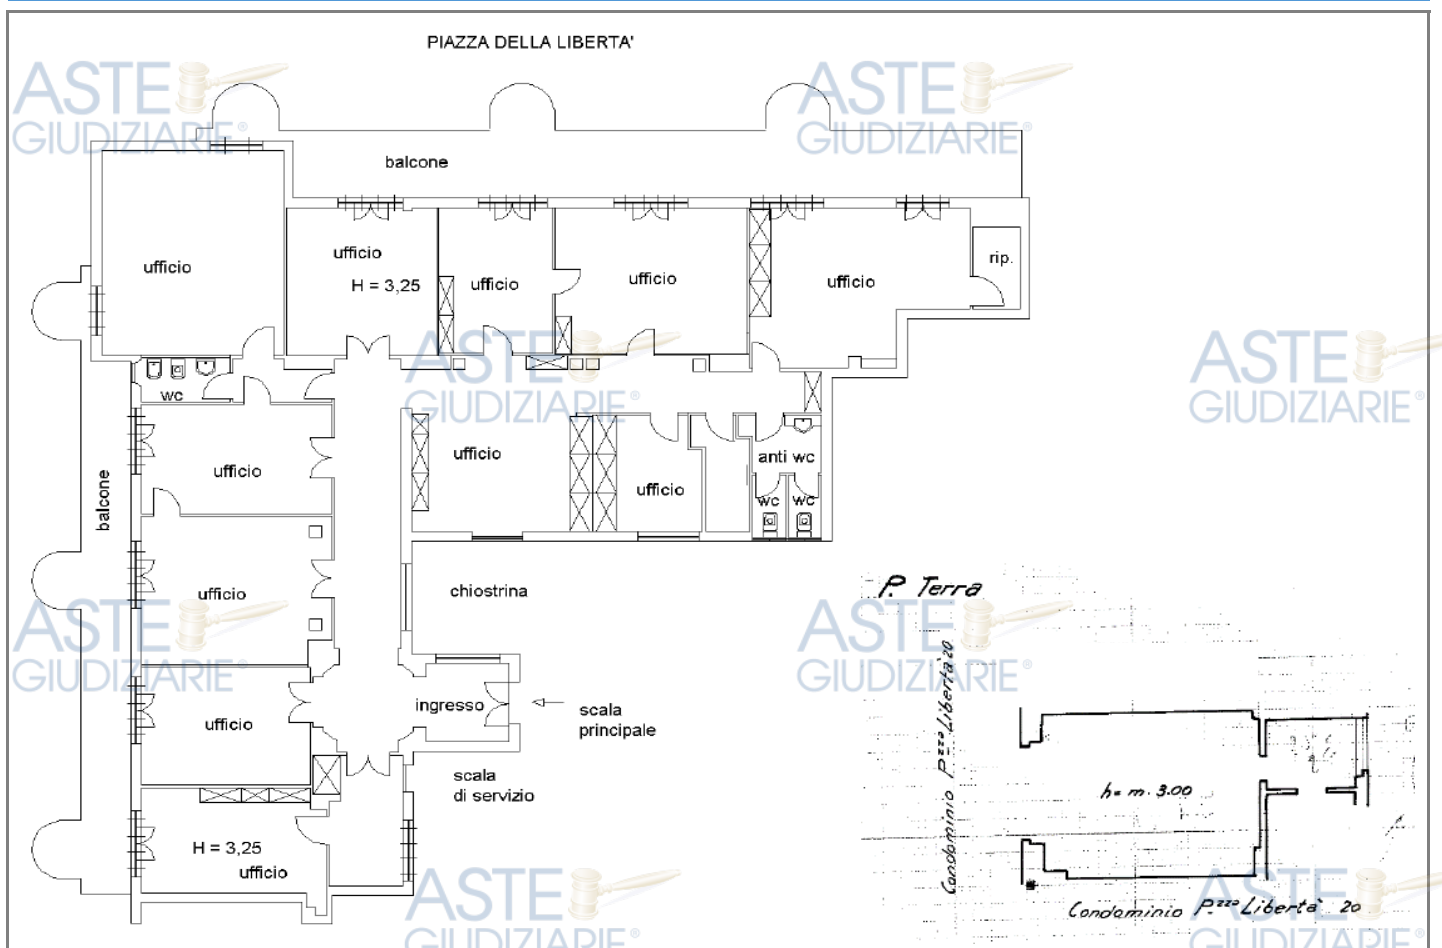 PIAZZA DELLA LIBERTA'
ASTE
GIUDIZIARIE®
ASTE
GIUDIZIARIE®
balcone
ufficio
ufficio
H = 3,25
ufficio
ufficio
ufficio
rip.
ASTE
GIUDIZIARIE®
ASTE
GIUDIZIARIE®
wc
ufficio
ufficio
ufficio
anti wc
wc
wc
balcone
ufficio
chiostrina
ASTE
GIUDIZIARIE®
ASTE
GIUDIZIARIE®
ufficio
ingresso
scala
principale
scala
di servizio
H = 3,25
ufficio
ASTE
GIUDIZIARIE®
ASTE
GIUDIZIARIE®
P. Terra
Condominio P.zza Libertà 20
h = m. 3.00
Condominio P.zza Libertà 20